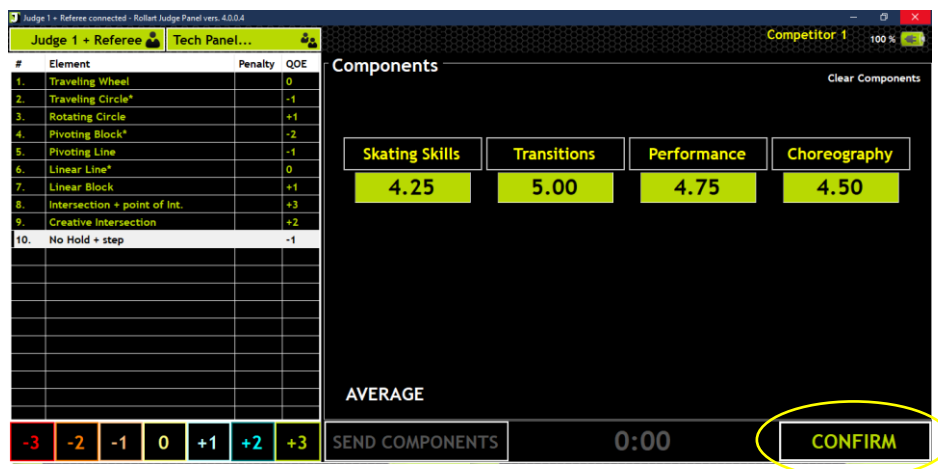 Judge 1 + Referee connected - Rollart Judge Panel vers. 4.0.0.4
Judge 1 + Referee Tech Panel... Competitor 1 100 %
# Element Penalty QOE
1. Traveling Wheel 0
2. Traveling Circle* -1
3. Rotating Circle +1
4. Pivoting Block* -2
5. Pivoting Line -1
6. Linear Line* 0
7. Linear Block +1
8. Intersection + point of Int. +3
9. Creative Intersection +2
10. No Hold + step -1
-3 -2 -1 0 +1 +2 +3
Components
Clear Components
Skating Skills Transitions Performance Choreography
4.25 5.00 4.75 4.50
AVERAGE
SEND COMPONENTS 0:00 CONFIRM